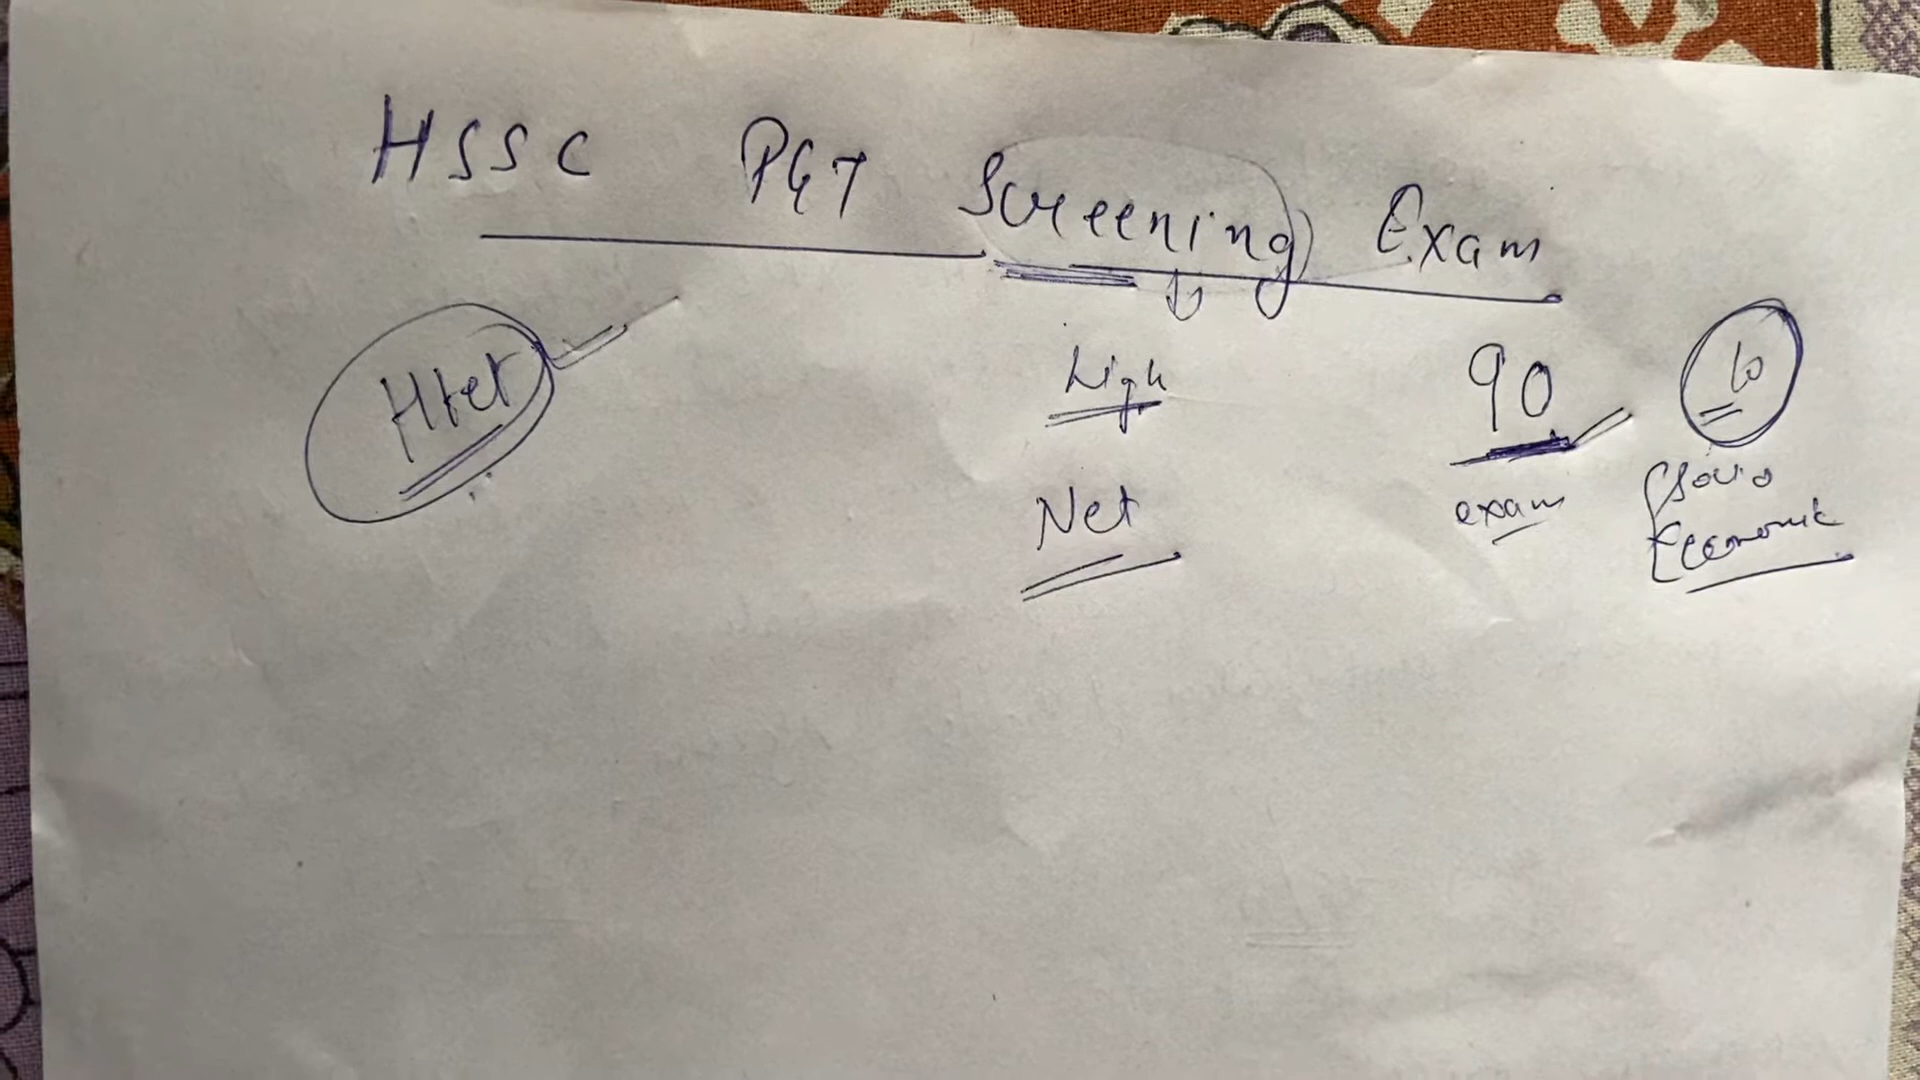 HSSC PGT Screening Exam
Htet
high
90
10
Net
exam
Socio
Economic